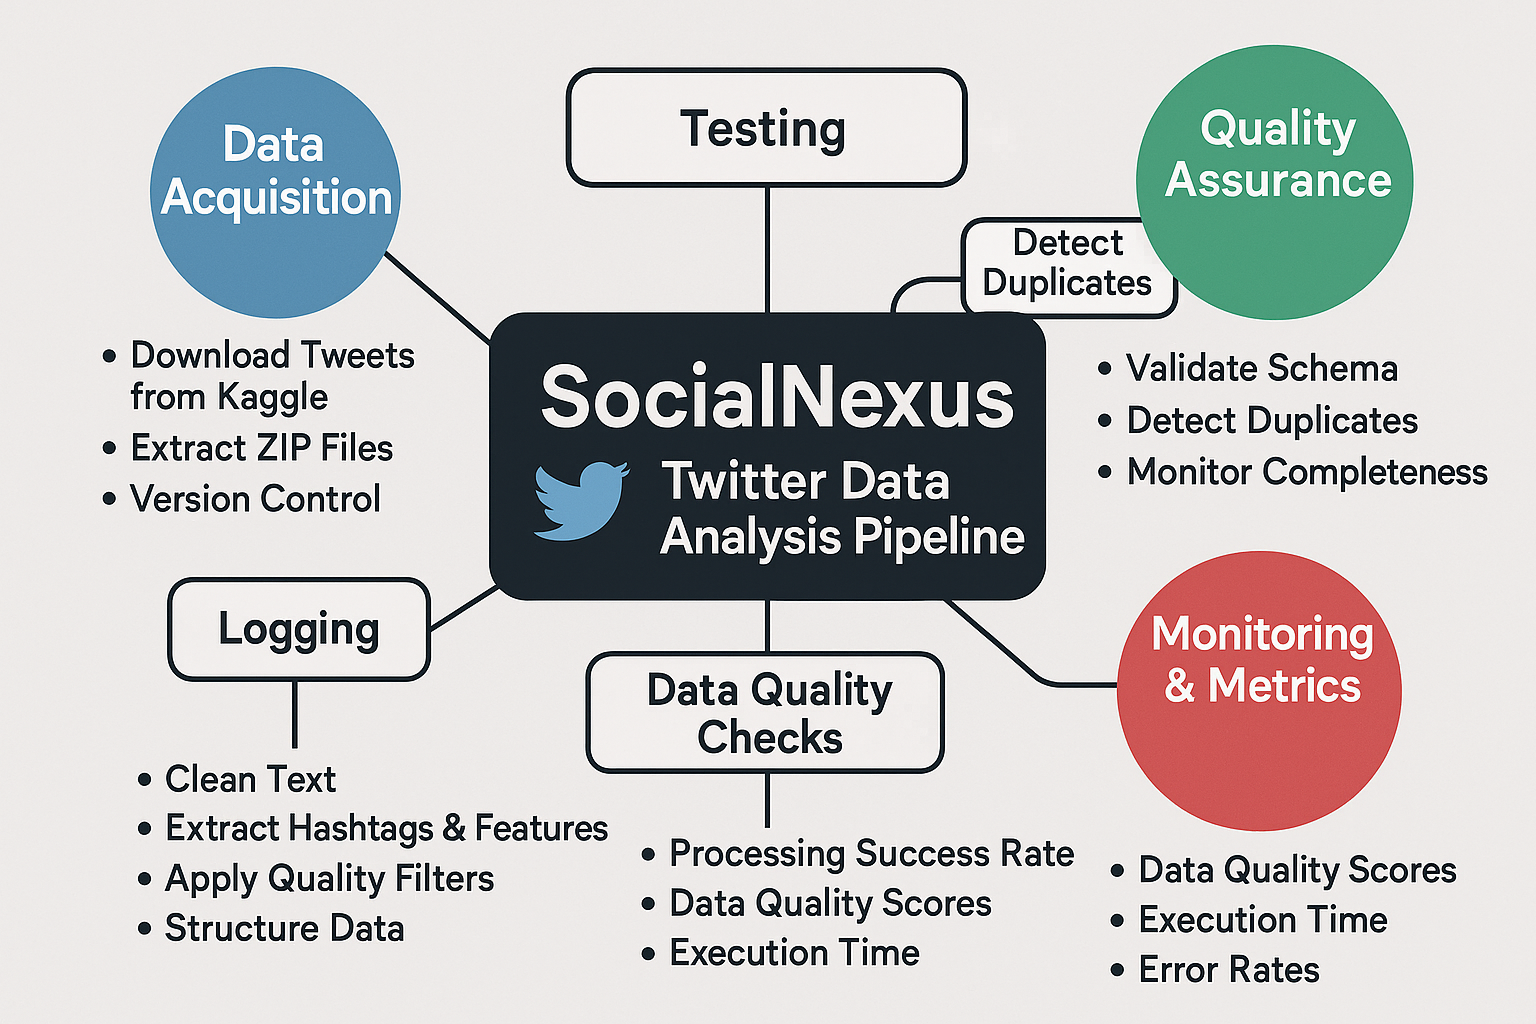 Data
Acquisition
• Download Tweets
from Kaggle
• Extract ZIP Files
• Version Control
Testing
Quality
Assurance
Detect
Duplicates
• Validate Schema
• Detect Duplicates
• Monitor Completeness
SocialNexus
Twitter Data
Analysis Pipeline
Logging
• Clean Text
• Extract Hashtags & Features
• Apply Quality Filters
• Structure Data
Data Quality
Checks
• Processing Success Rate
• Data Quality Scores
• Execution Time
Monitoring
& Metrics
• Data Quality Scores
• Execution Time
• Error Rates